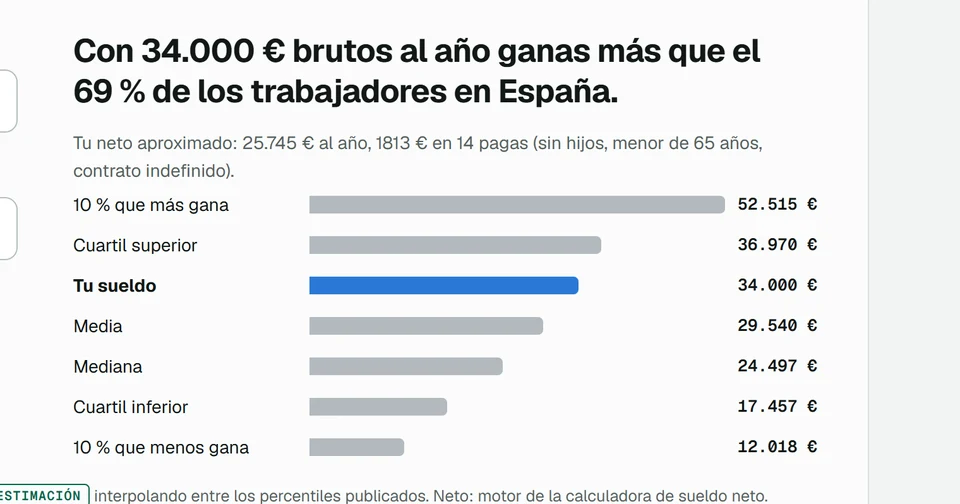 Con 34.000 € brutos al año ganas más que el
69 % de los trabajadores en España.
Tu neto aproximado: 25.745 € al año, 1813 € en 14 pagas (sin hijos, menor de 65 años,
contrato indefinido).
10 % que más gana 52.515 €
Cuartil superior 36.970 €
Tu sueldo 34.000 €
Media 29.540 €
Mediana 24.497 €
Cuartil inferior 17.457 €
10 % que menos gana 12.018 €
ESTIMACIÓN interpolando entre los percentiles publicados. Neto: motor de la calculadora de sueldo neto.